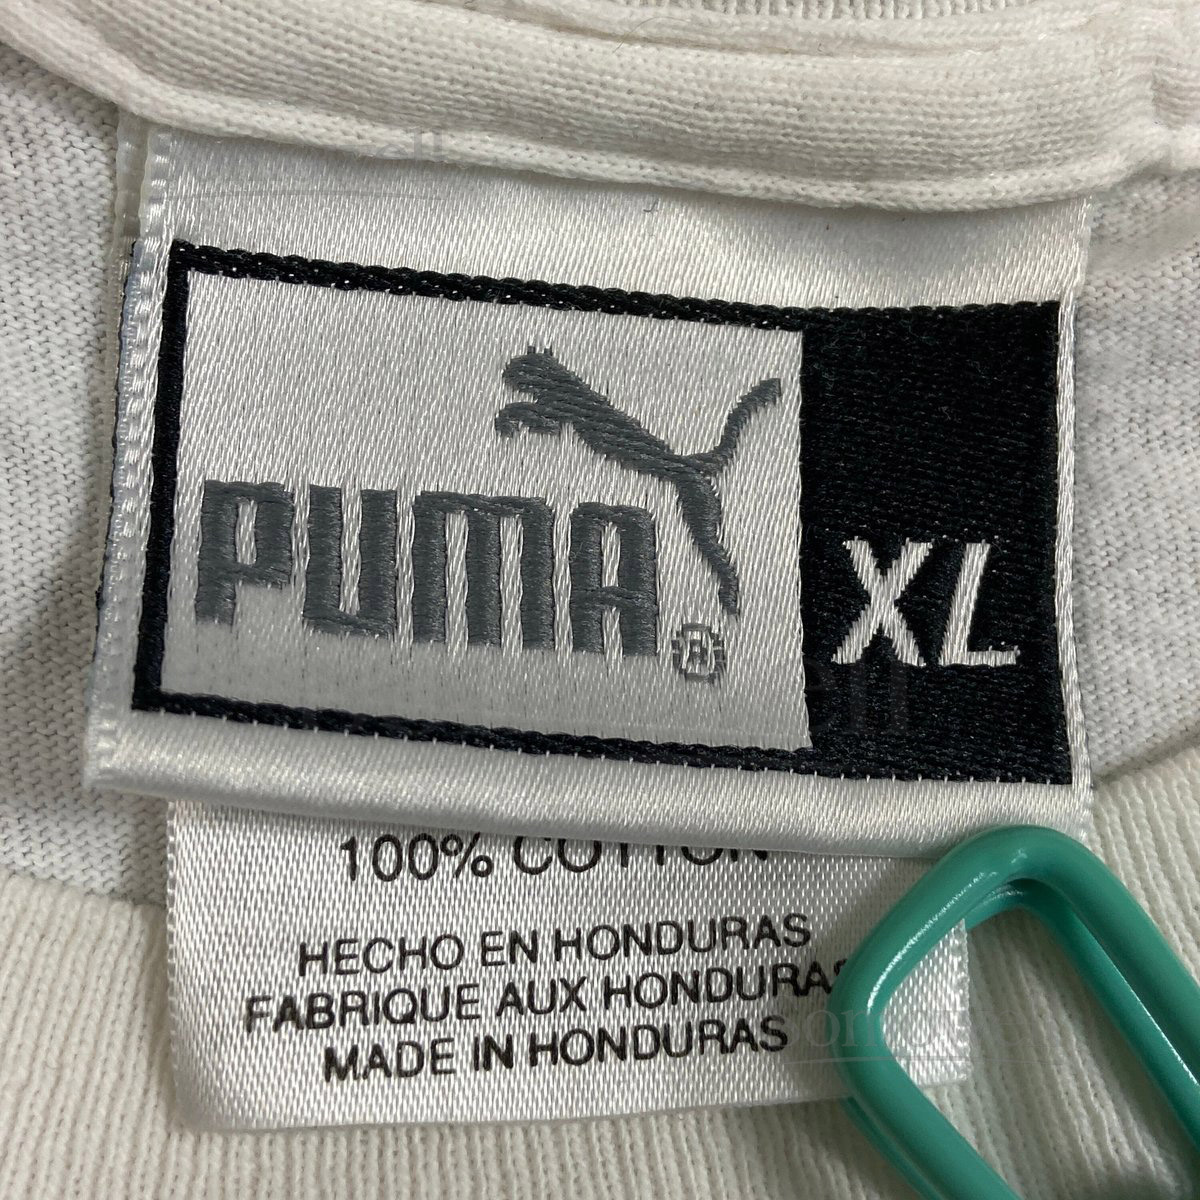 PUMA®
XL
100% COTTON
HECHO EN HONDURAS
FABRIQUE AUX HONDURAS
MADE IN HONDURAS